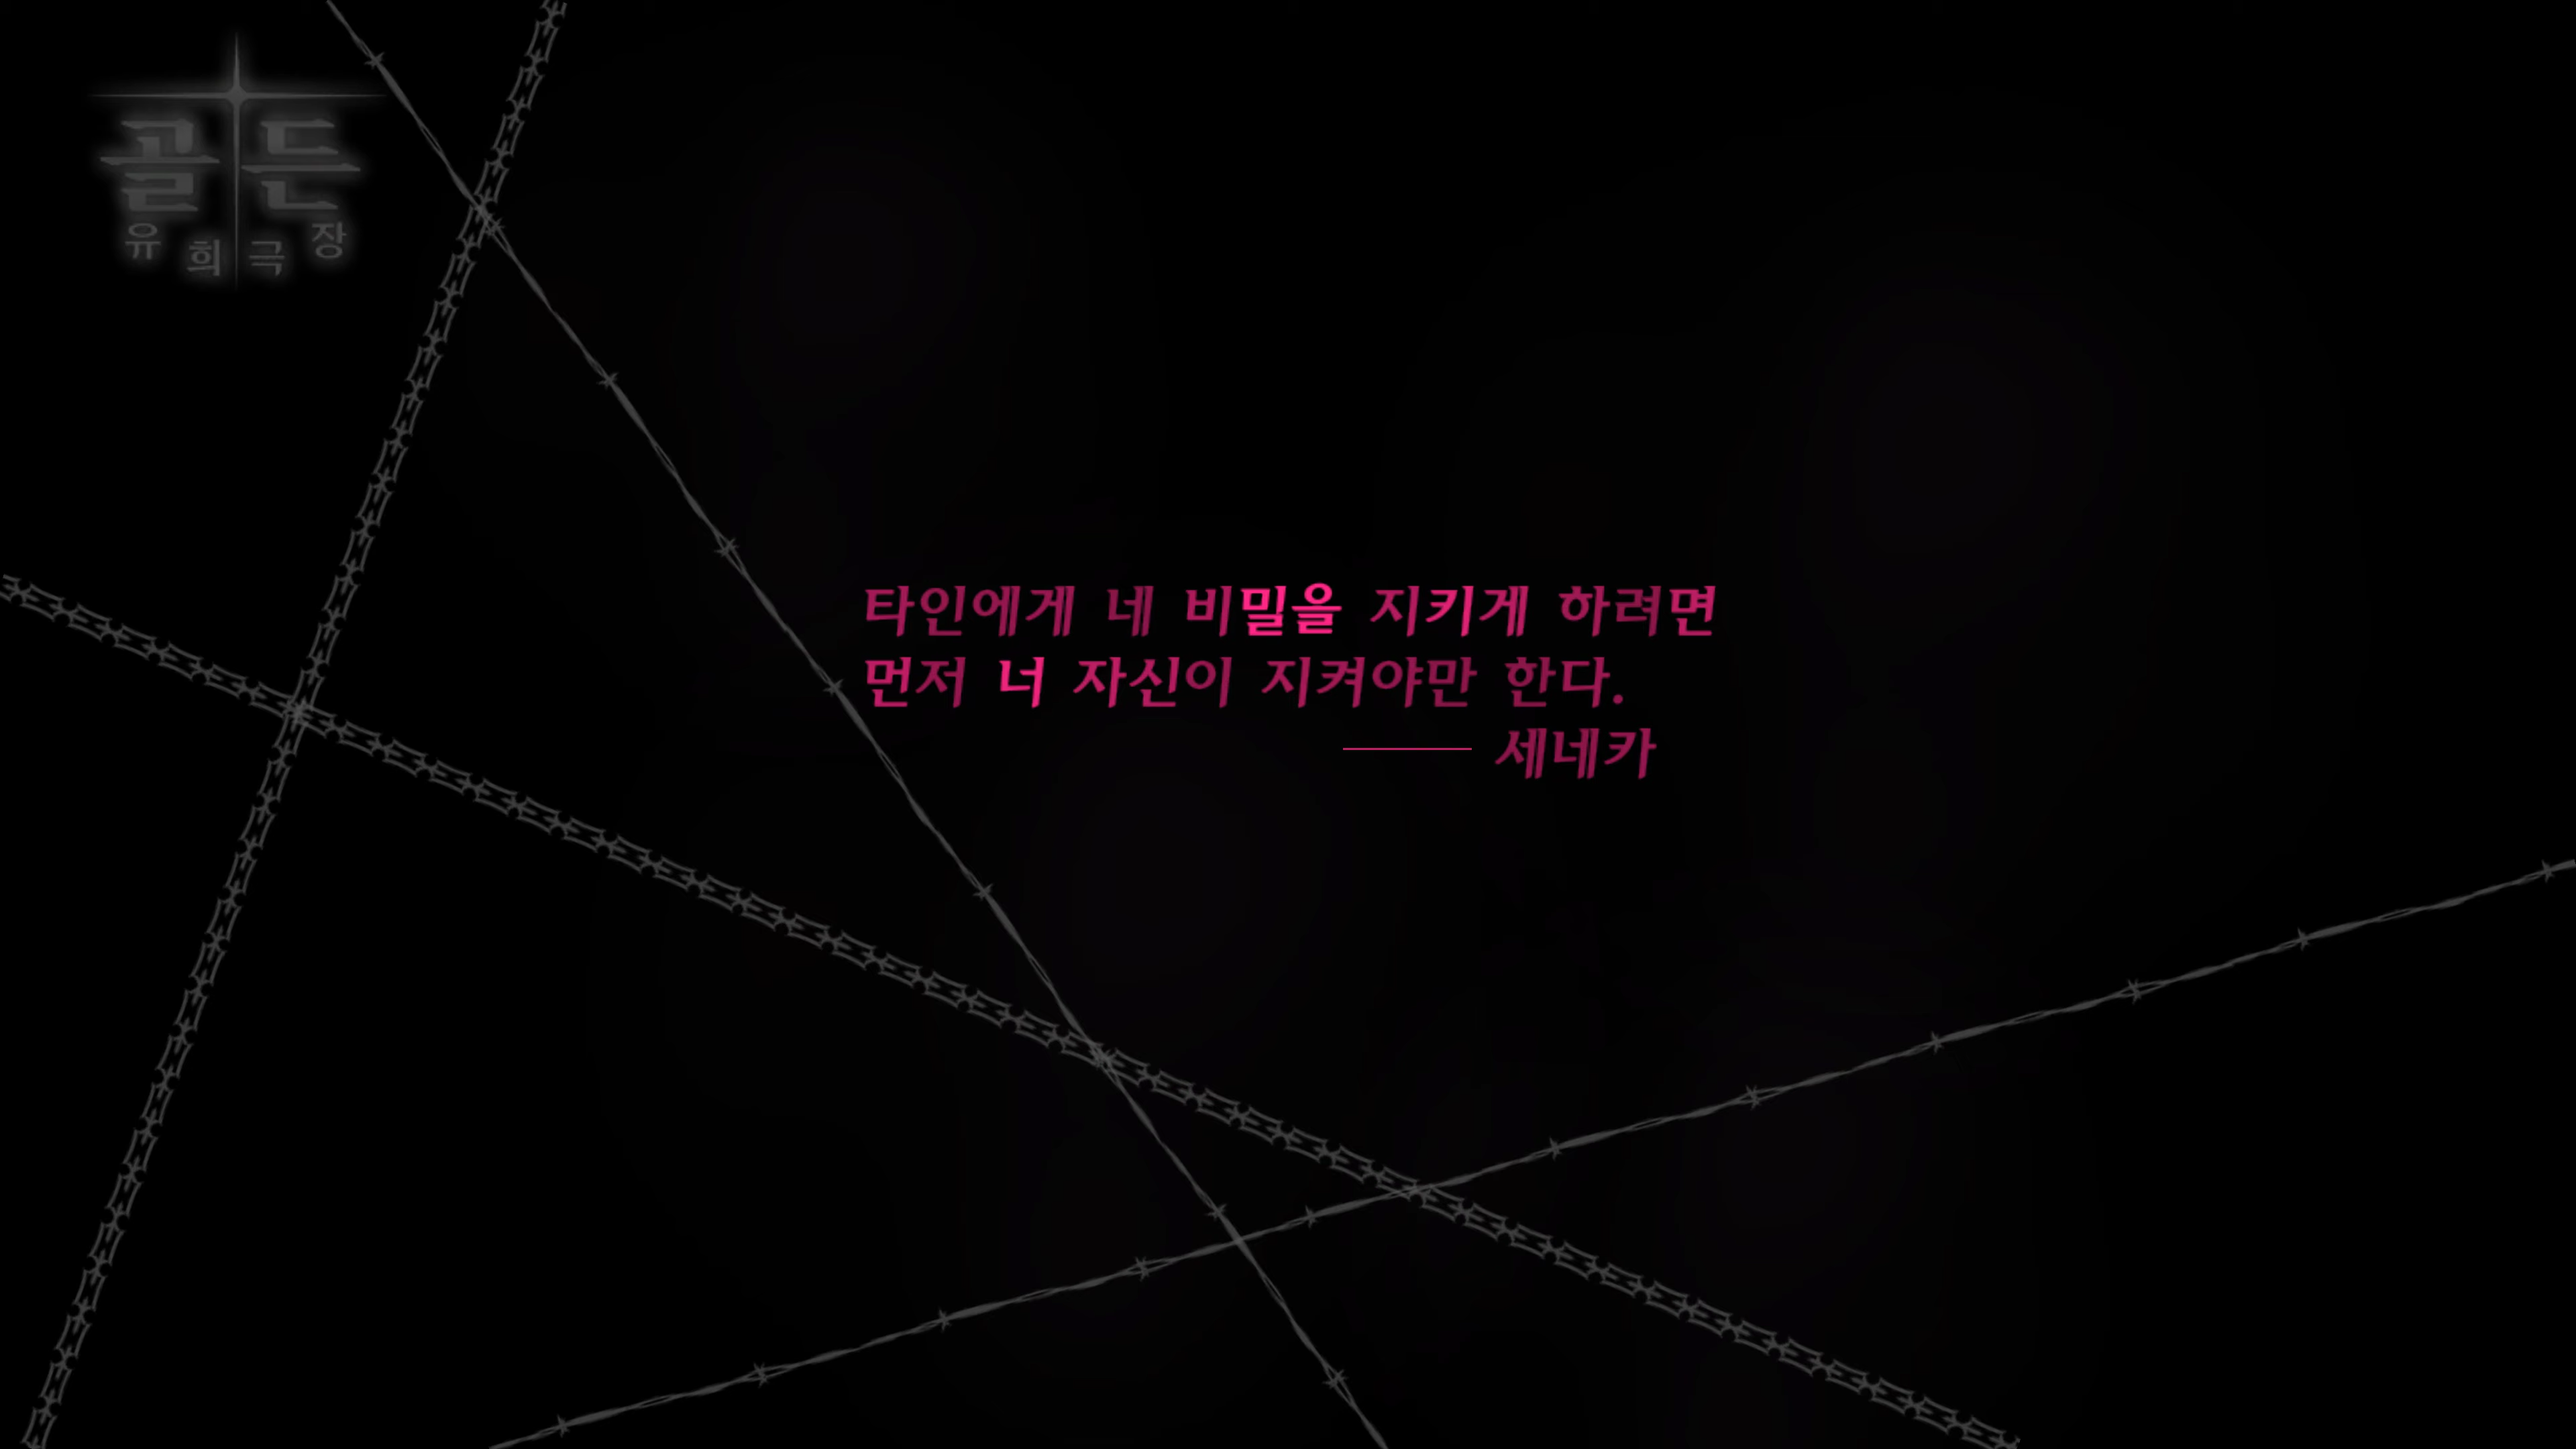 골든
유희극장
타인에게 네 비밀을 지키게 하려면
먼저 너 자신이 지켜야만 한다.
세네카